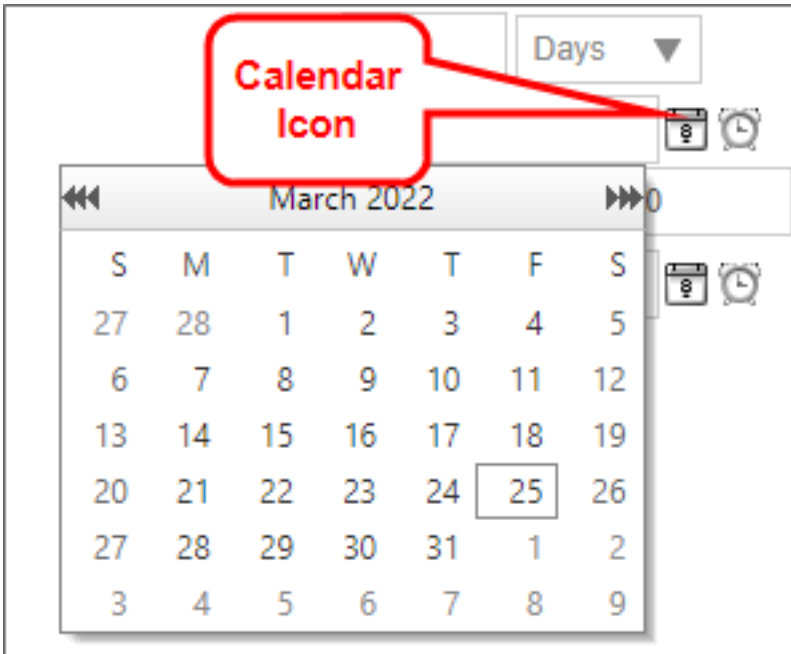 Days
Calendar
Icon
March 2022
0
S M T W T F S
27 28 1 2 3 4 5
6 7 8 9 10 11 12
13 14 15 16 17 18 19
20 21 22 23 24 25 26
27 28 29 30 31 1 2
3 4 5 6 7 8 9